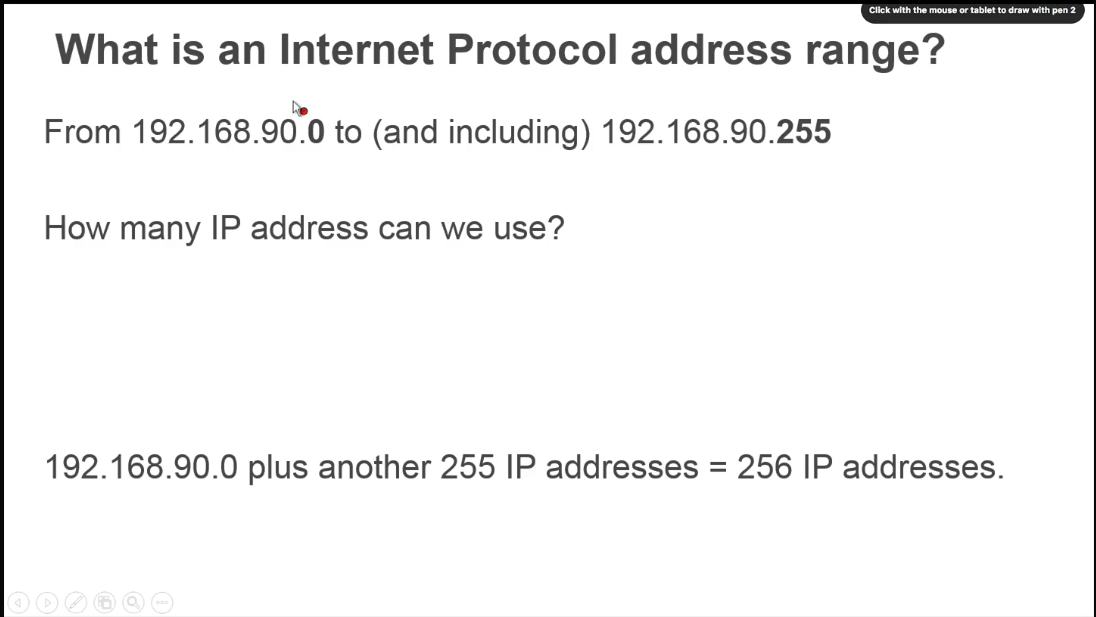 Click with the mouse or tablet to draw with pen 2
What is an Internet Protocol address range?
From 192.168.90.0 to (and including) 192.168.90.255
How many IP address can we use?
192.168.90.0 plus another 255 IP addresses = 256 IP addresses.